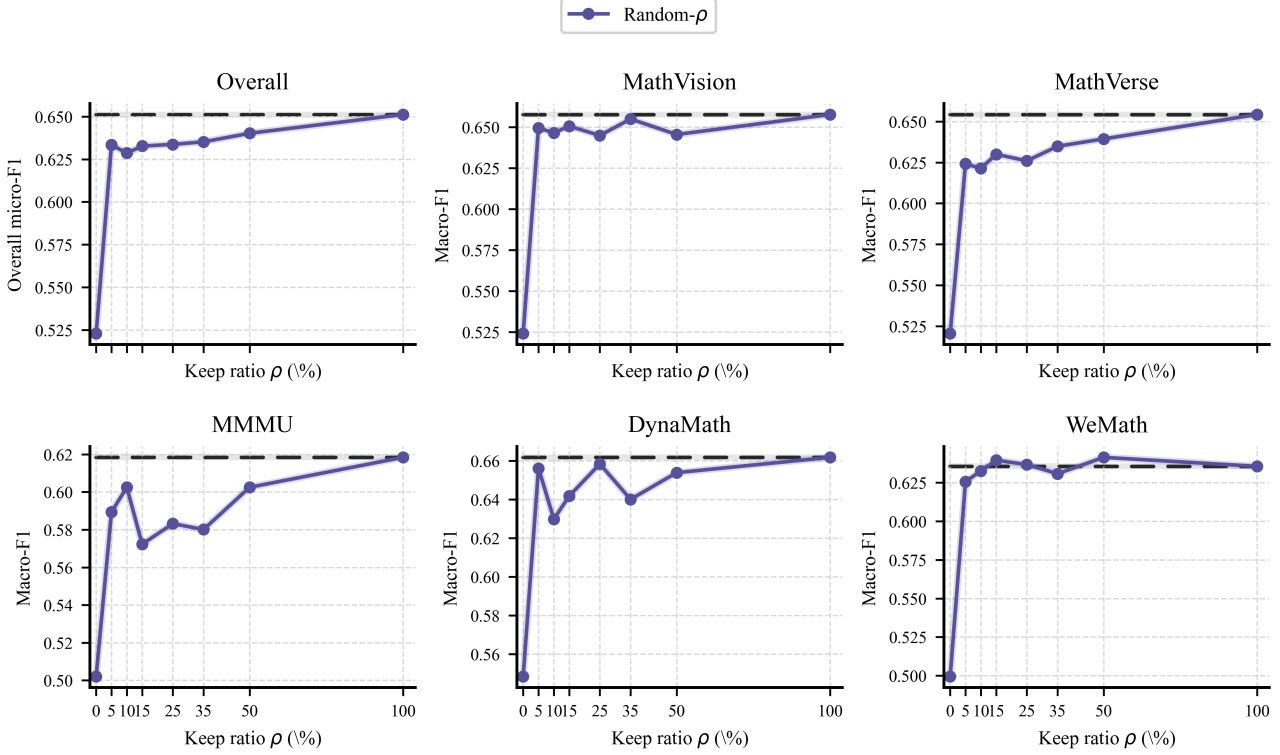 Random-ρ
Overall
Overall micro-F1
0.650
0.625
0.600
0.575
0.550
0.525
Keep ratio ρ (\%)
MathVision
Macro-F1
0.650
0.625
0.600
0.575
0.550
0.525
Keep ratio ρ (\%)
MathVerse
Macro-F1
0.650
0.625
0.600
0.575
0.550
0.525
Keep ratio ρ (\%)
MMMU
Macro-F1
0.62
0.60
0.58
0.56
0.54
0.52
0.50
0 5 10 15 25 35 50 100
Keep ratio ρ (\%)
DynaMath
Macro-F1
0.66
0.64
0.62
0.60
0.58
0.56
0 5 10 15 25 35 50 100
Keep ratio ρ (\%)
WeMath
Macro-F1
0.625
0.600
0.575
0.550
0.525
0.500
0 5 10 15 25 35 50 100
Keep ratio ρ (\%)